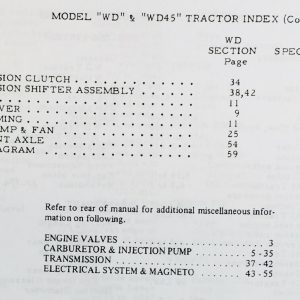 MODEL "WD" & "WD45" TRACTOR INDEX (Co
WD
SECTION SPEC
Page
SION CLUTCH 34
SION SHIFTER ASSEMBLY 38,42
11
VER 9
MING 11
MP & FAN 25
NT AXLE 54
AGRAM 59
Refer to rear of manual for additional miscellaneous infor-
mation on following.
ENGINE VALVES 3
CARBURETOR & INJECTION PUMP 5 - 35
TRANSMISSION 37 - 42
ELECTRICAL SYSTEM & MAGNETO 43 - 55